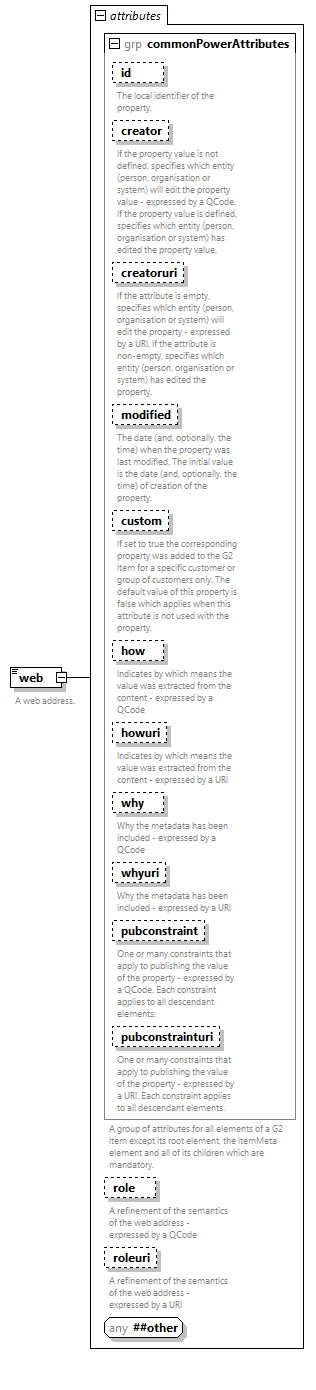 attributes
grp commonPowerAttributes
id
The local identifier of the
property.
creator
If the property value is not
defined, specifies which entity
(person, organisation or
system) will edit the property
value - expressed by a QCode.
If the property value is defined,
specifies which entity (person,
organisation or system) has
edited the property value.
creatoruri
If the attribute is empty,
specifies which entity (person,
organisation or system) will
edit the property - expressed
by a URI. If the attribute is
non-empty, specifies which
entity (person, organisation or
system) has edited the
property.
modified
The date (and, optionally, the
time) when the property was
last modified. The initial value
is the date (and, optionally, the
time) of creation of the
property.
custom
If set to true the corresponding
property was added to the G2
Item for a specific customer or
group of customers only. The
default value of this property is
false which applies when this
attribute is not used with the
property.
how
Indicates by which means the
value was extracted from the
content - expressed by a
QCode
web
A web address.
howuri
Indicates by which means the
value was extracted from the
content - expressed by a URI
why
Why the metadata has been
included - expressed by a
QCode
whyuri
Why the metadata has been
included - expressed by a URI
pubconstraint
One or many constraints that
apply to publishing the value
of the property - expressed by
a QCode. Each constraint
applies to all descendant
elements.
pubconstrainturi
One or many constraints that
apply to publishing the value
of the property - expressed by
a URI. Each constraint applies
to all descendant elements.
A group of attributes for all elements of a G2
Item except its root element, the itemMeta
element and all of its children which are
mandatory.
role
A refinement of the semantics
of the web address -
expressed by a QCode
roleuri
A refinement of the semantics
of the web address -
expressed by a URI
any ##other